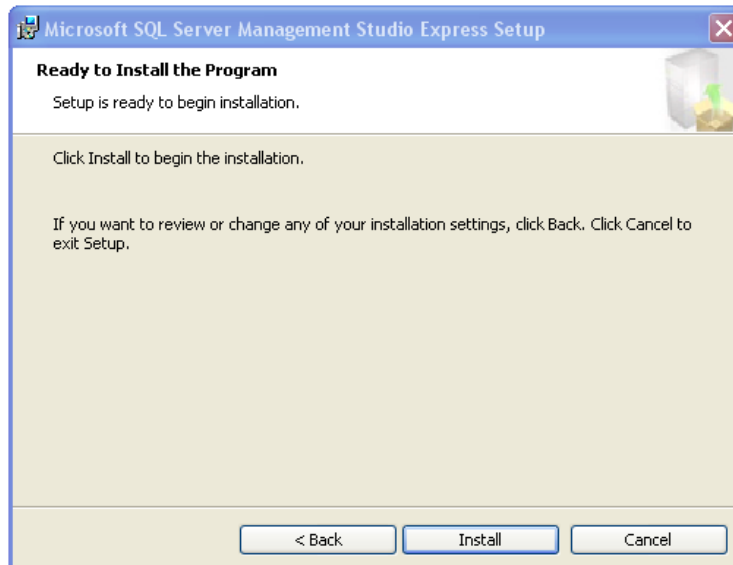 Microsoft SQL Server Management Studio Express Setup
Ready to Install the Program
Setup is ready to begin installation.
Click Install to begin the installation.
If you want to review or change any of your installation settings, click Back. Click Cancel to
exit Setup.
< Back
Install
Cancel